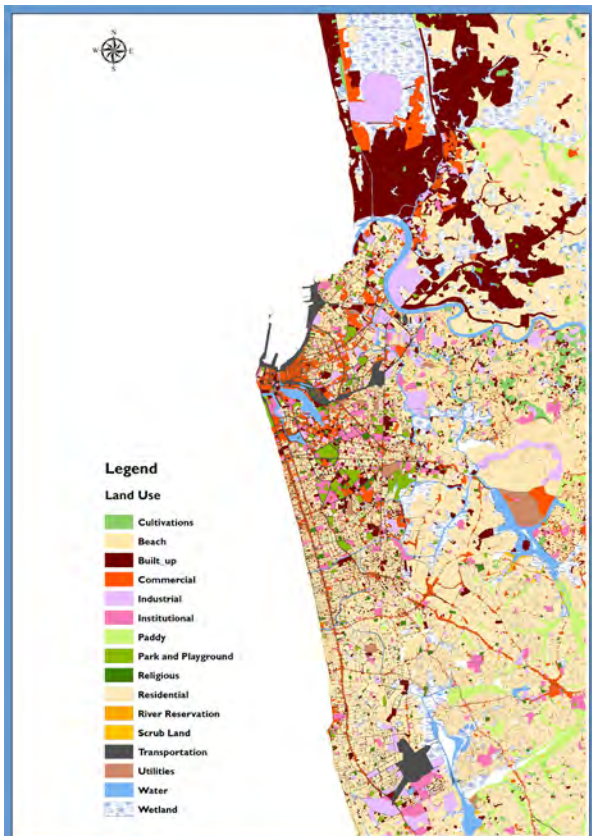 N
W E
S
Legend
Land Use
Cultivations
Beach
Built_up
Commercial
Industrial
Institutional
Paddy
Park and Playground
Religious
Residential
River Reservation
Scrub Land
Transportation
Utilities
Water
Wetland